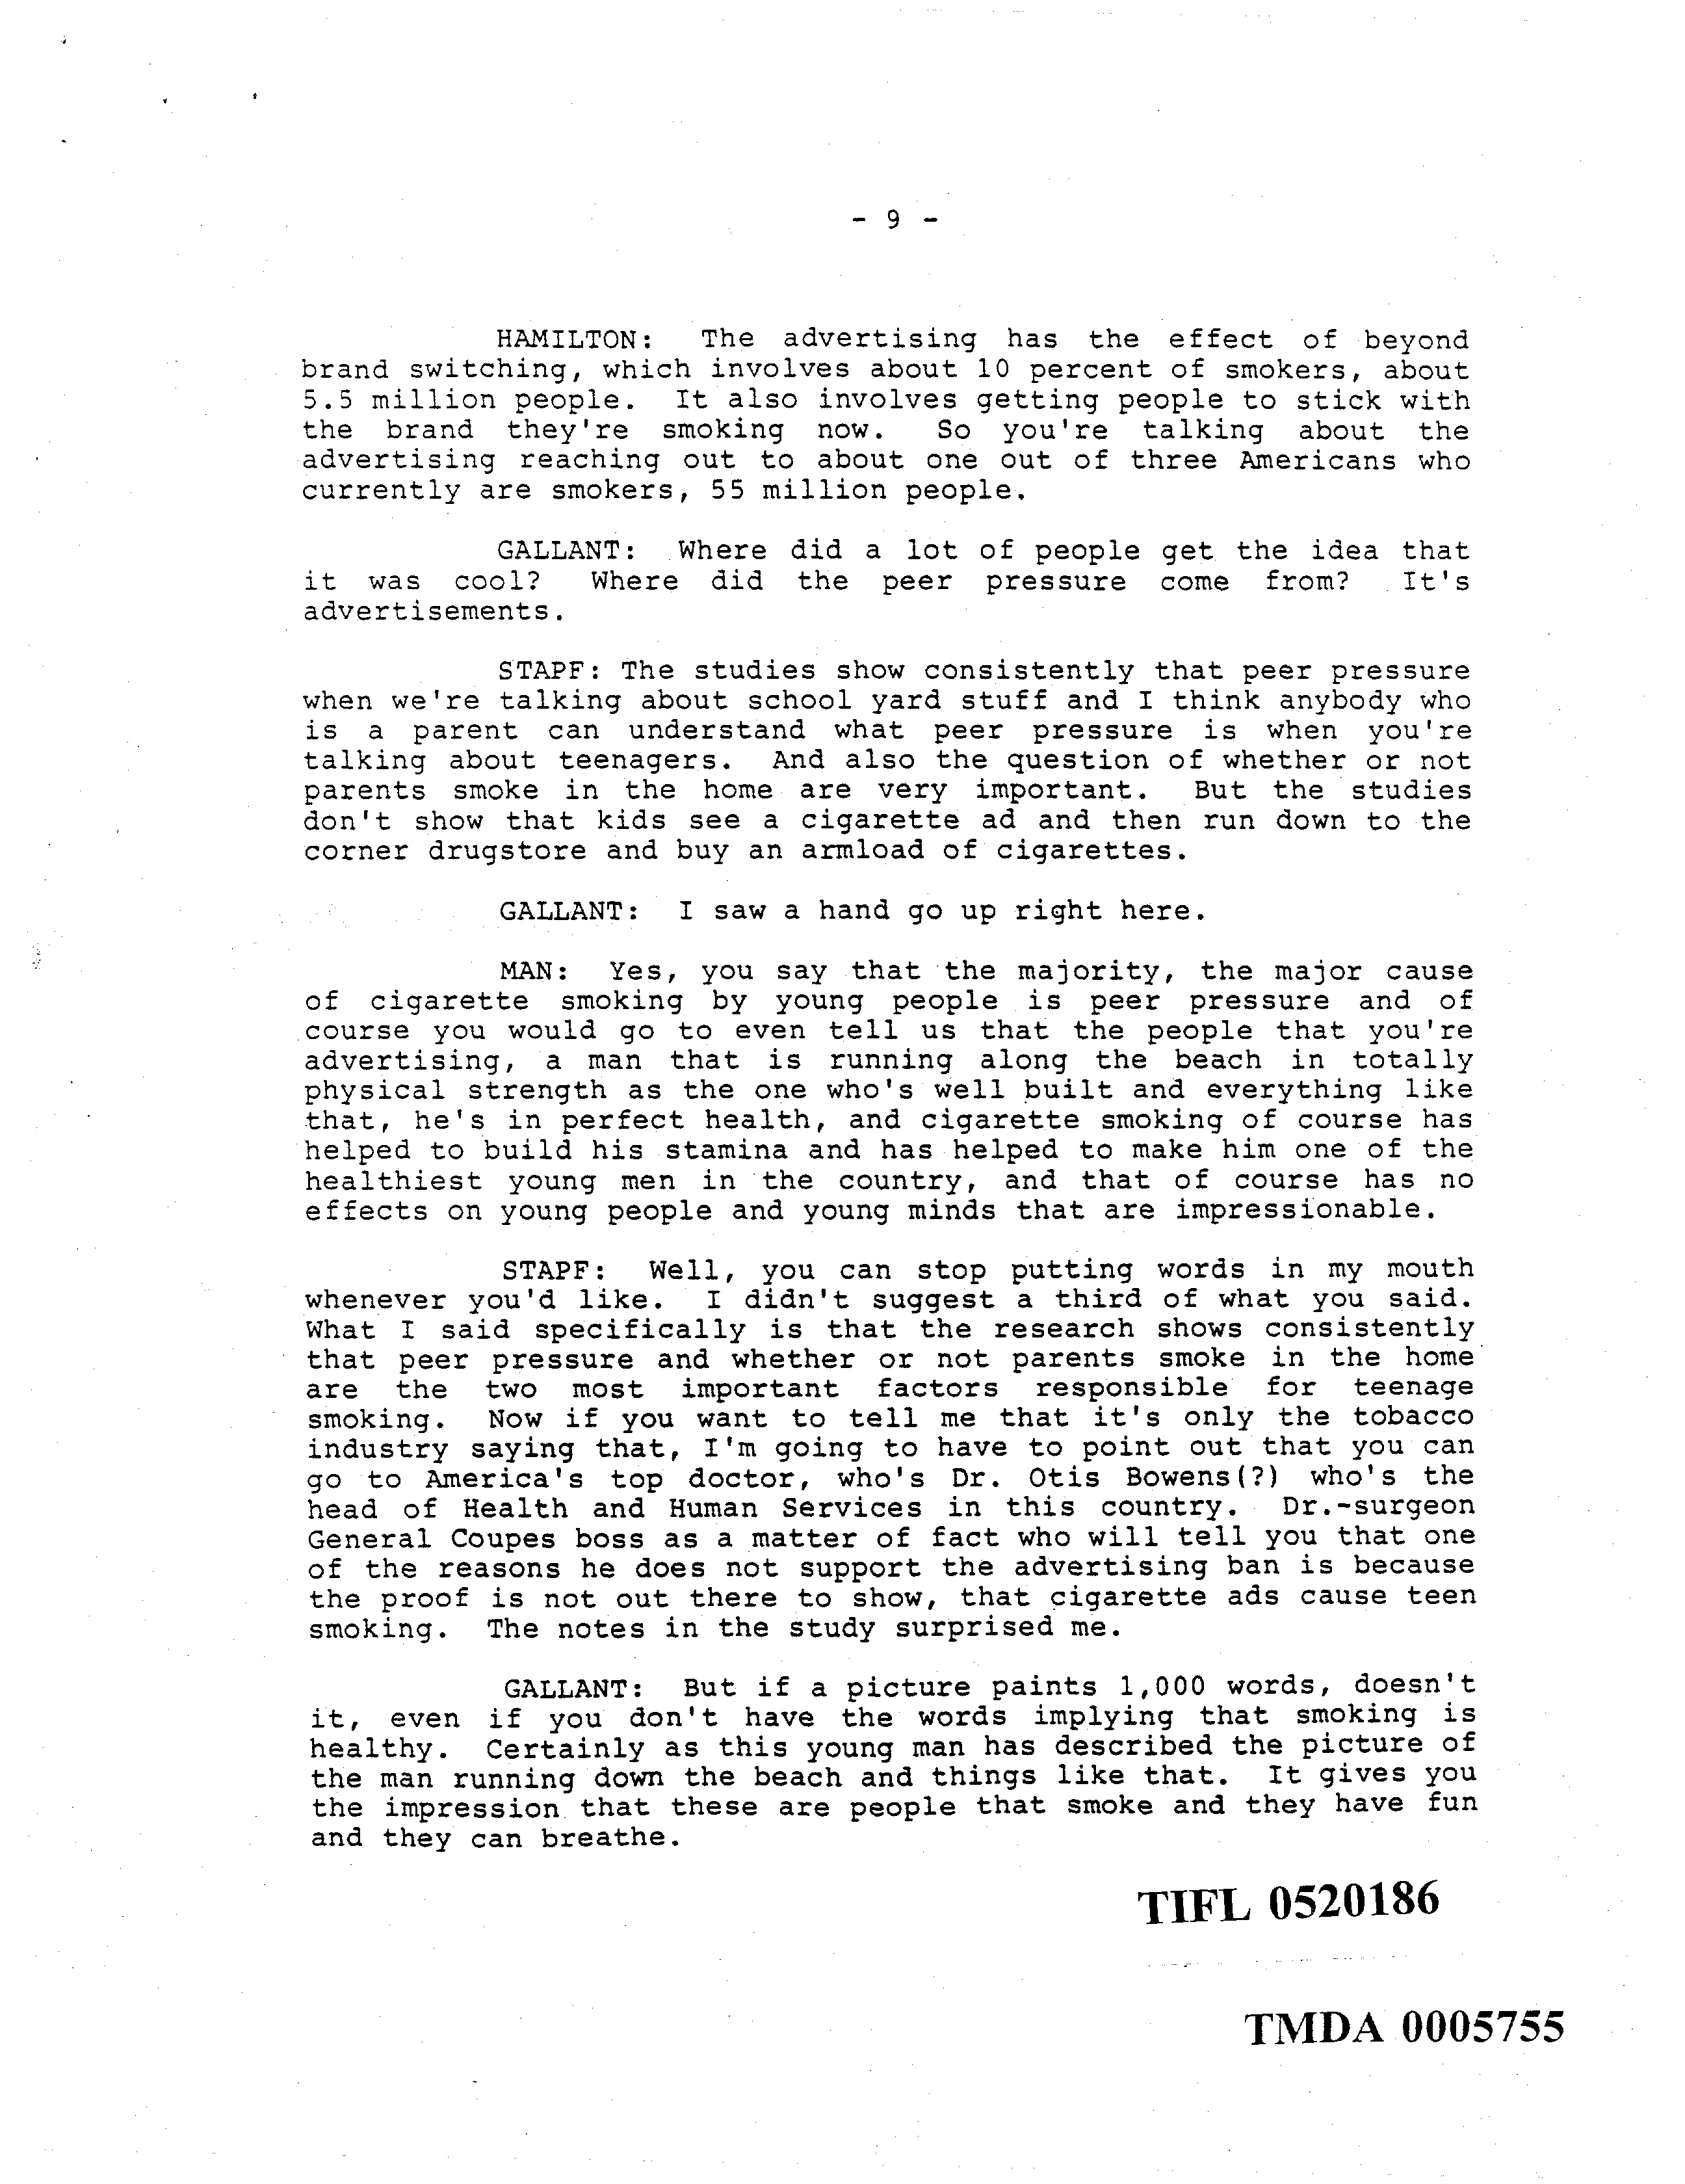 - 9 -
HAMILTON: The advertising has the effect of beyond
brand switching, which involves about 10 percent of smokers, about
5.5 million people. It also involves getting people to stick with
the brand they're smoking now. So you're talking about the
advertising reaching out to about one out of three Americans who
currently are smokers, 55 million people.
GALLANT: Where did a lot of people get the idea that
it was cool? Where did the peer pressure come from? It's
advertisements.
STAPF: The studies show consistently that peer pressure
when we're talking about school yard stuff and I think anybody who
is a parent can understand what peer pressure is when you're
talking about teenagers. And also the question of whether or not
parents smoke in the home are very important. But the studies
don't show that kids see a cigarette ad and then run down to the
corner drugstore and buy an armload of cigarettes.
GALLANT: I saw a hand go up right here.
MAN: Yes, you say that the majority, the major cause
of cigarette smoking by young people is peer pressure and of
course you would go to even tell us that the people that you're
advertising, a man that is running along the beach in totally
physical strength as the one who's well built and everything like
that, he's in perfect health, and cigarette smoking of course has
helped to build his stamina and has helped to make him one of the
healthiest young men in the country, and that of course has no
effects on young people and young minds that are impressionable.
STAPF: Well, you can stop putting words in my mouth
whenever you'd like. I didn't suggest a third of what you said.
What I said specifically is that the research shows consistently
that peer pressure and whether or not parents smoke in the home
are the two most important factors responsible for teenage
smoking. Now if you want to tell me that it's only the tobacco
industry saying that, I'm going to have to point out that you can
go to America's top doctor, who's Dr. Otis Bowens(?) who's the
head of Health and Human Services in this country. Dr.-surgeon
General Coupes boss as a matter of fact who will tell you that one
of the reasons he does not support the advertising ban is because
the proof is not out there to show, that cigarette ads cause teen
smoking. The notes in the study surprised me.
GALLANT: But if a picture paints 1,000 words, doesn't
it, even if you don't have the words implying that smoking is
healthy. Certainly as this young man has described the picture of
the man running down the beach and things like that. It gives you
the impression that these are people that smoke and they have fun
and they can breathe.
TIFL 0520186
TMDA 0005755